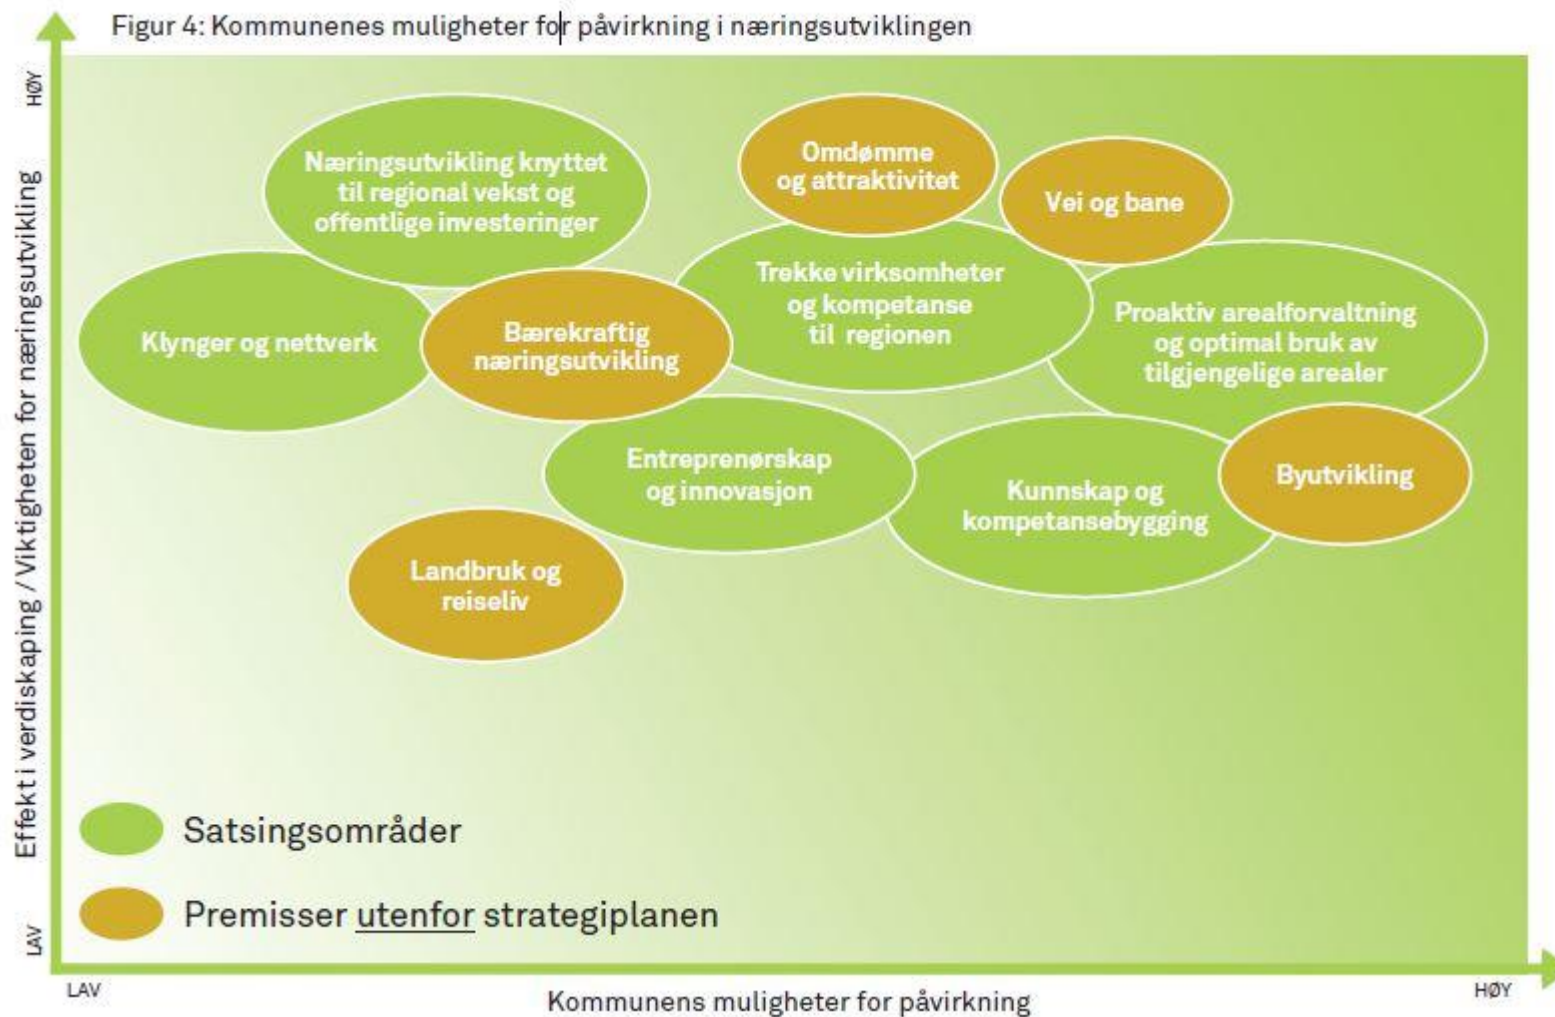 Figur 4: Kommunenes muligheter for påvirkning i næringsutviklingen
HØY
Effekt i verdiskaping / Viktigheten for næringsutvikling
LAV
Næringsutvikling knyttet
til regional vekst og
offentlige investeringer
Omdømme
og attraktivitet
Vei og bane
Klynger og nettverk
Bærekraftig
næringsutvikling
Trekke virksomheter
og kompetanse
til regionen
Proaktiv arealforvaltning
og optimal bruk av
tilgjengelige arealer
Entreprenørskap
og innovasjon
Kunnskap og
kompetansebygging
Byutvikling
Landbruk og
reiseliv
Satsingsområder
Premisser utenfor strategiplanen
LAV
Kommunens muligheter for påvirkning
HØY